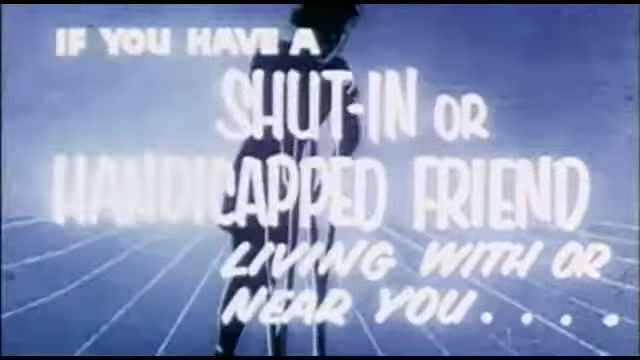 IF YOU HAVE A
SHUT-IN OR
HANDICAPPED FRIEND
LIVING WITH OR
NEAR YOU....